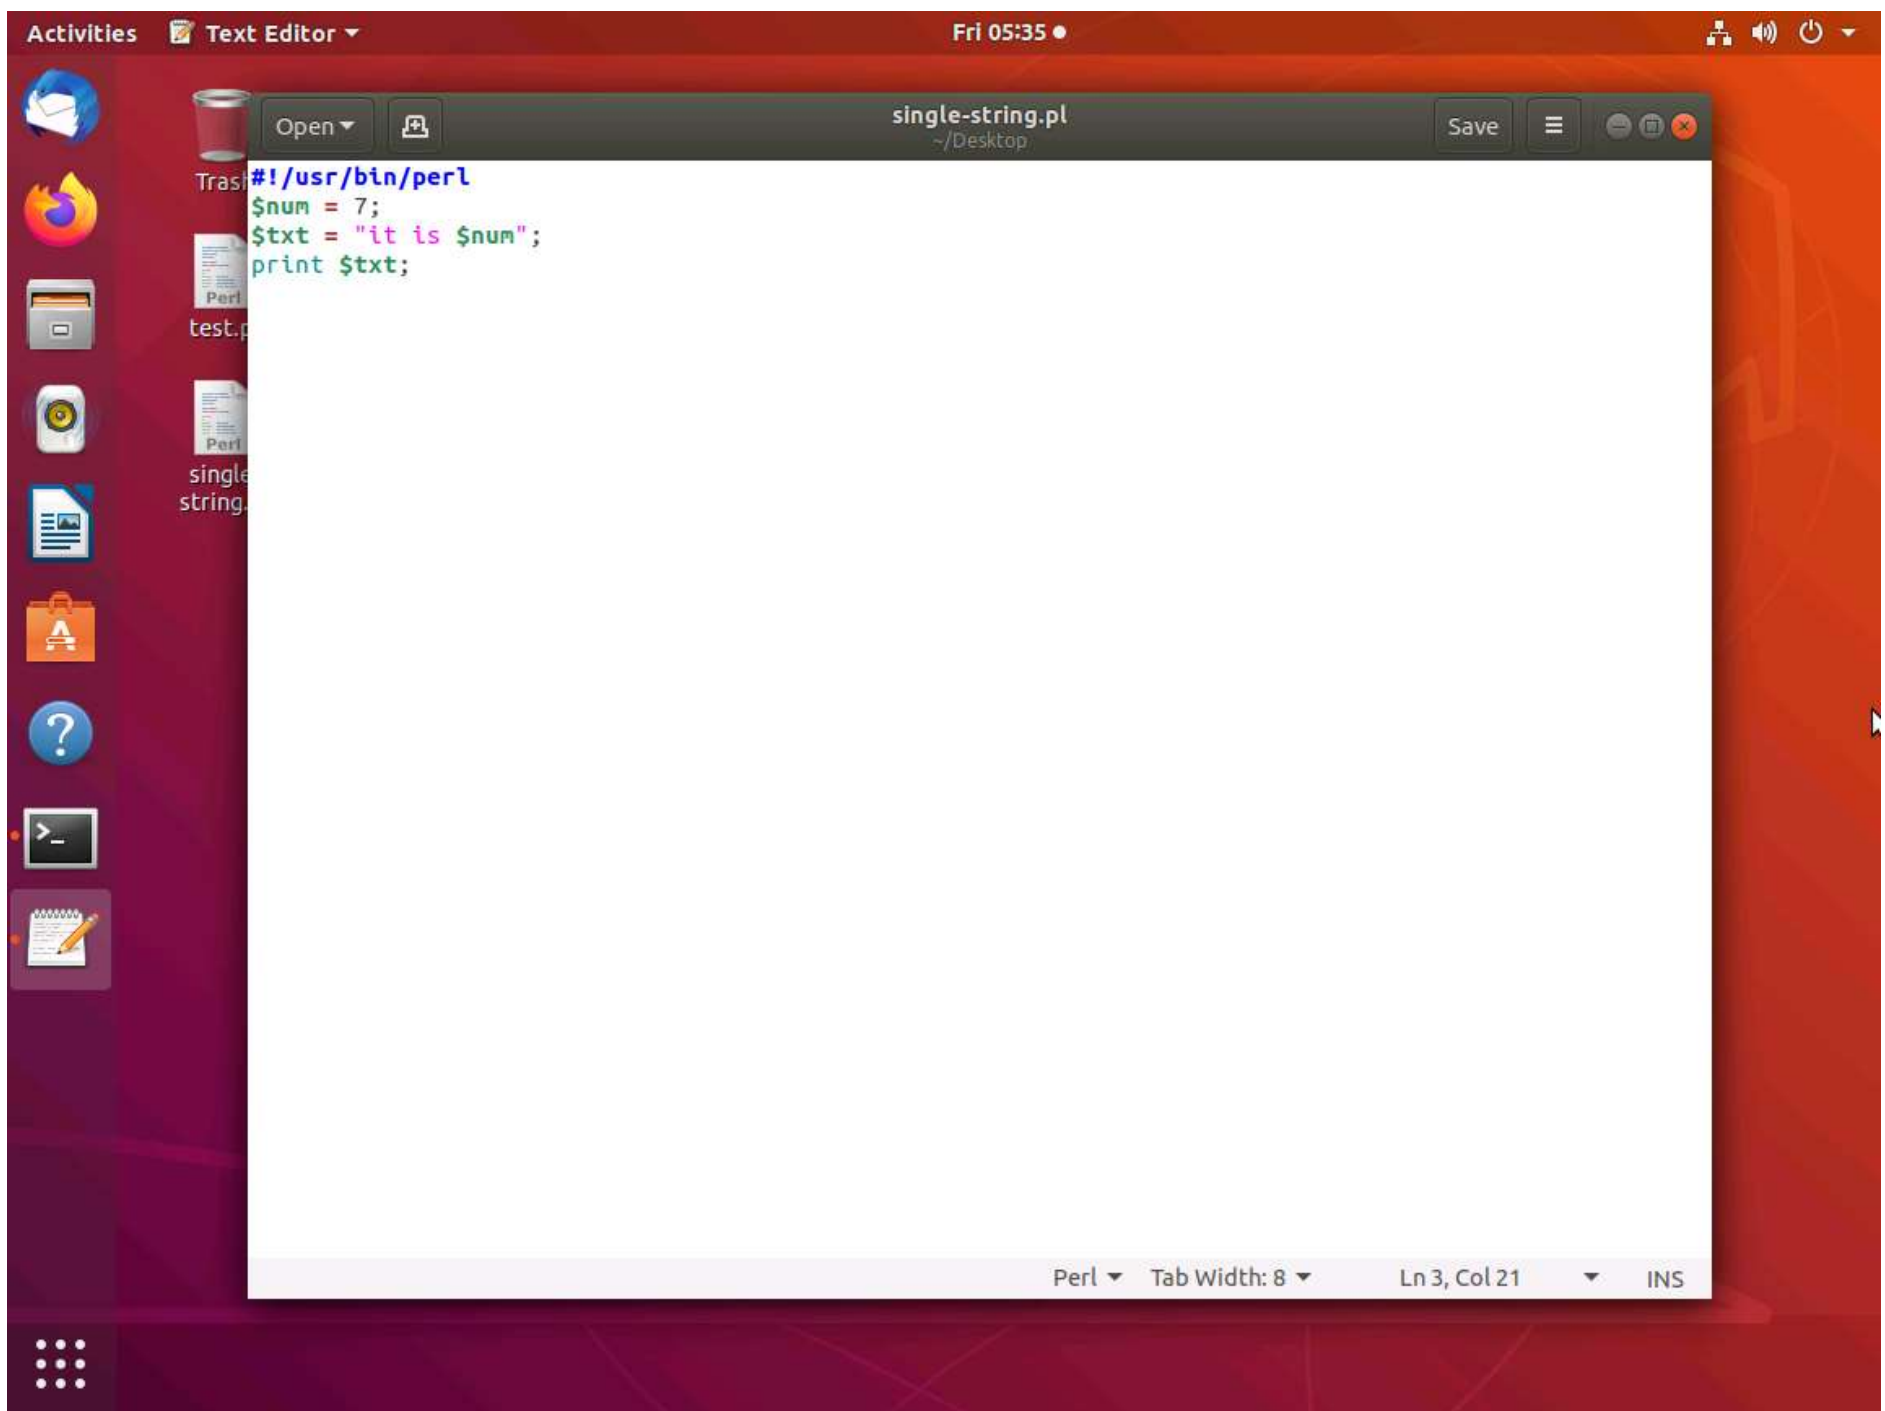 Activities Text Editor Fri 05:35
Open single-string.pl Save
~/Desktop
Trash
#!/usr/bin/perl
$num = 7;
$txt = "it is $num";
print $txt;
Perl
test.p
Perl
single
string.
Perl Tab Width: 8 Ln 3, Col 21 INS